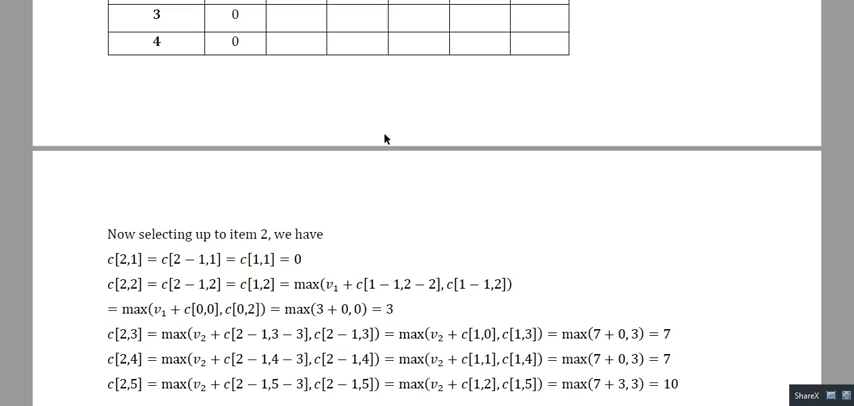 3 0
4 0
Now selecting up to item 2, we have
c[2,1] = c[2 − 1,1] = c[1,1] = 0
c[2,2] = c[2 − 1,2] = c[1,2] = max(v₁ + c[1 − 1,2 − 2], c[1 − 1,2])
= max(v₁ + c[0,0], c[0,2]) = max(3 + 0, 0) = 3
c[2,3] = max(v₂ + c[2 − 1,3 − 3], c[2 − 1,3]) = max(v₂ + c[1,0], c[1,3]) = max(7 + 0, 3) = 7
c[2,4] = max(v₂ + c[2 − 1,4 − 3], c[2 − 1,4]) = max(v₂ + c[1,1], c[1,4]) = max(7 + 0, 3) = 7
c[2,5] = max(v₂ + c[2 − 1,5 − 3], c[2 − 1,5]) = max(v₂ + c[1,2], c[1,5]) = max(7 + 3, 3) = 10
ShareX